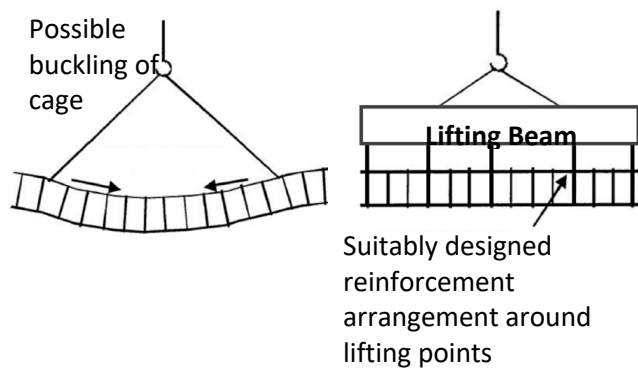 Possible
buckling of
cage
Lifting Beam
Suitably designed
reinforcement
arrangement around
lifting points